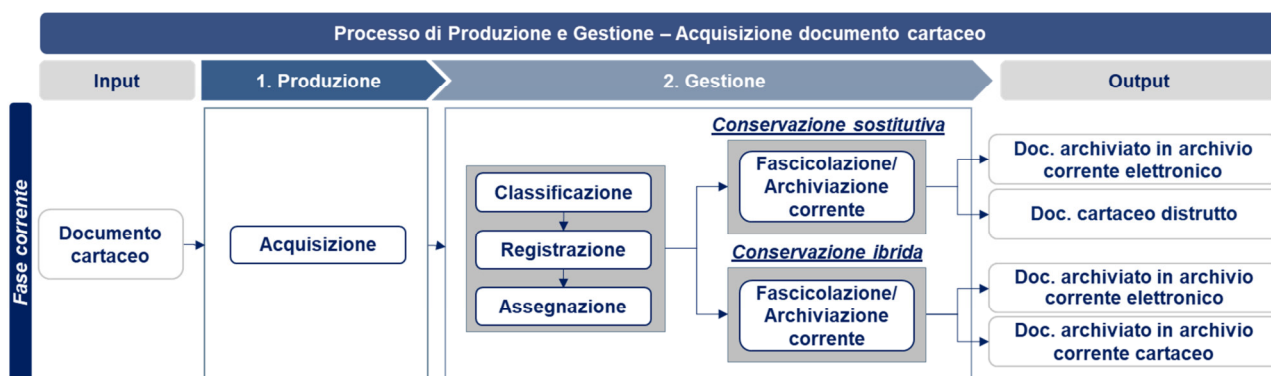 Processo di Produzione e Gestione – Acquisizione documento cartaceo
Input
1. Produzione
2. Gestione
Output
Fase corrente
Documento
cartaceo
Acquisizione
Classificazione
Registrazione
Assegnazione
Conservazione sostitutiva
Fascicolazione/
Archiviazione
corrente
Conservazione ibrida
Fascicolazione/
Archiviazione
corrente
Doc. archiviato in archivio
corrente elettronico
Doc. cartaceo distrutto
Doc. archiviato in archivio
corrente elettronico
Doc. archiviato in archivio
corrente cartaceo